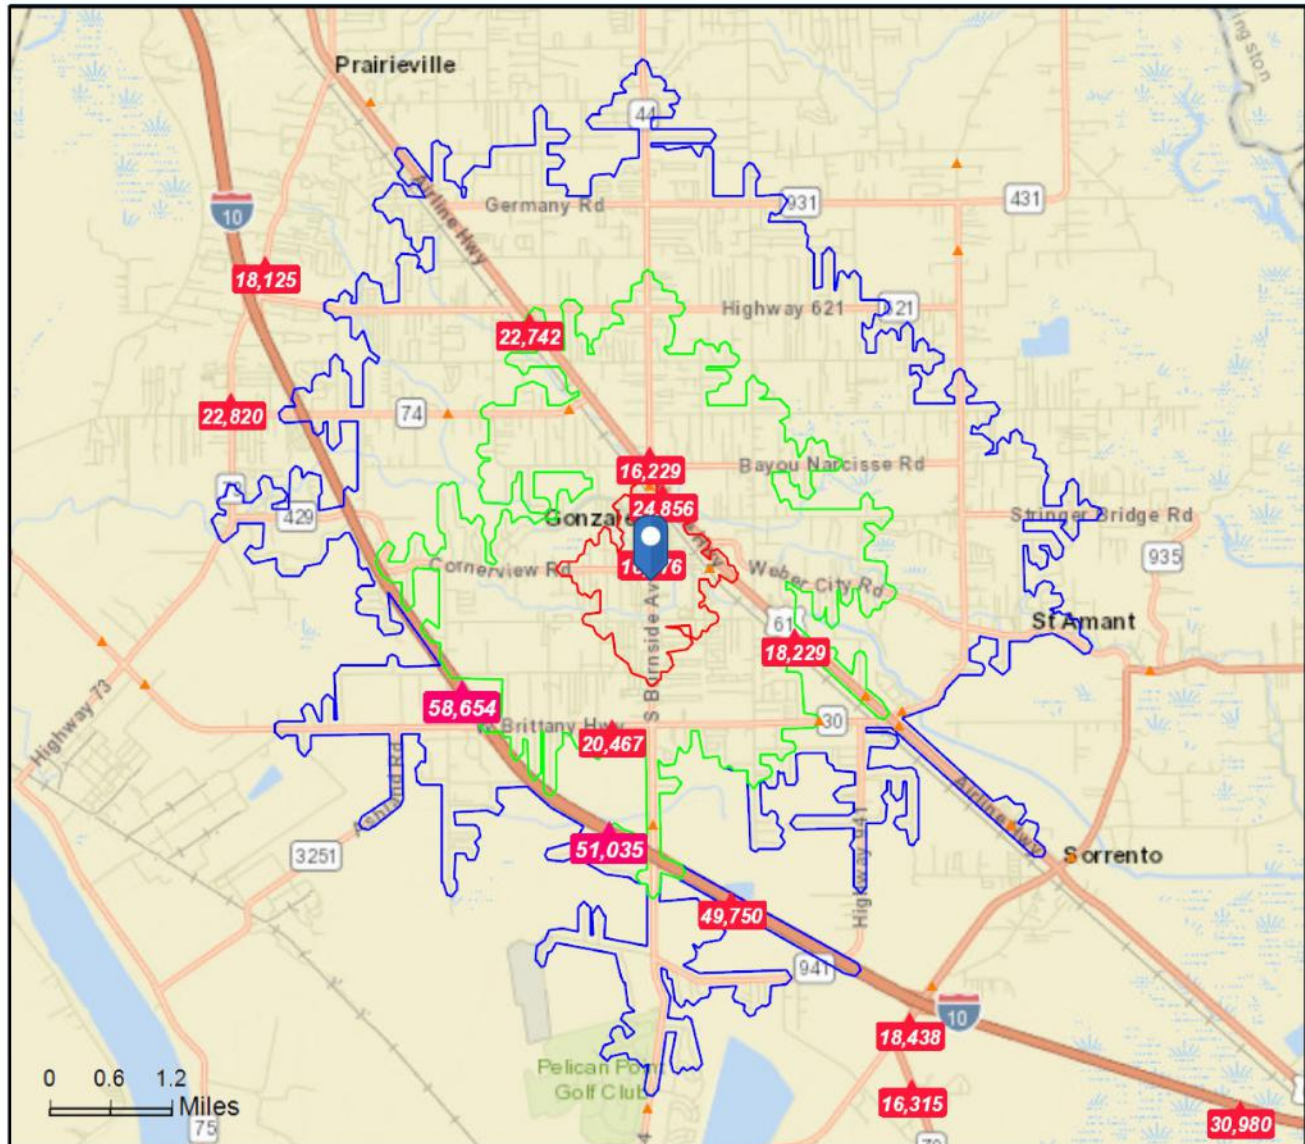 Prairieville
44
931
431
Germany Rd
Airline Hwy
10
18,125
Highway 621
22,742
22,820
74
16,229
Bayou Narcisse Rd
24,856
429
Stringer Bridge Rd
935
Cornerview Rd
Weber City Rd
61
St Amant
18,229
S Burnside Av
58,654
30
Brittany Hwy
20,467
Highway 73
Ashland Rd
3251
51,035
Highway 941
Airline Hwy
Sorrento
49,750
941
10
18,438
Pelican Point
Golf Club
16,315
30,980
0 0.6 1.2
Miles
75